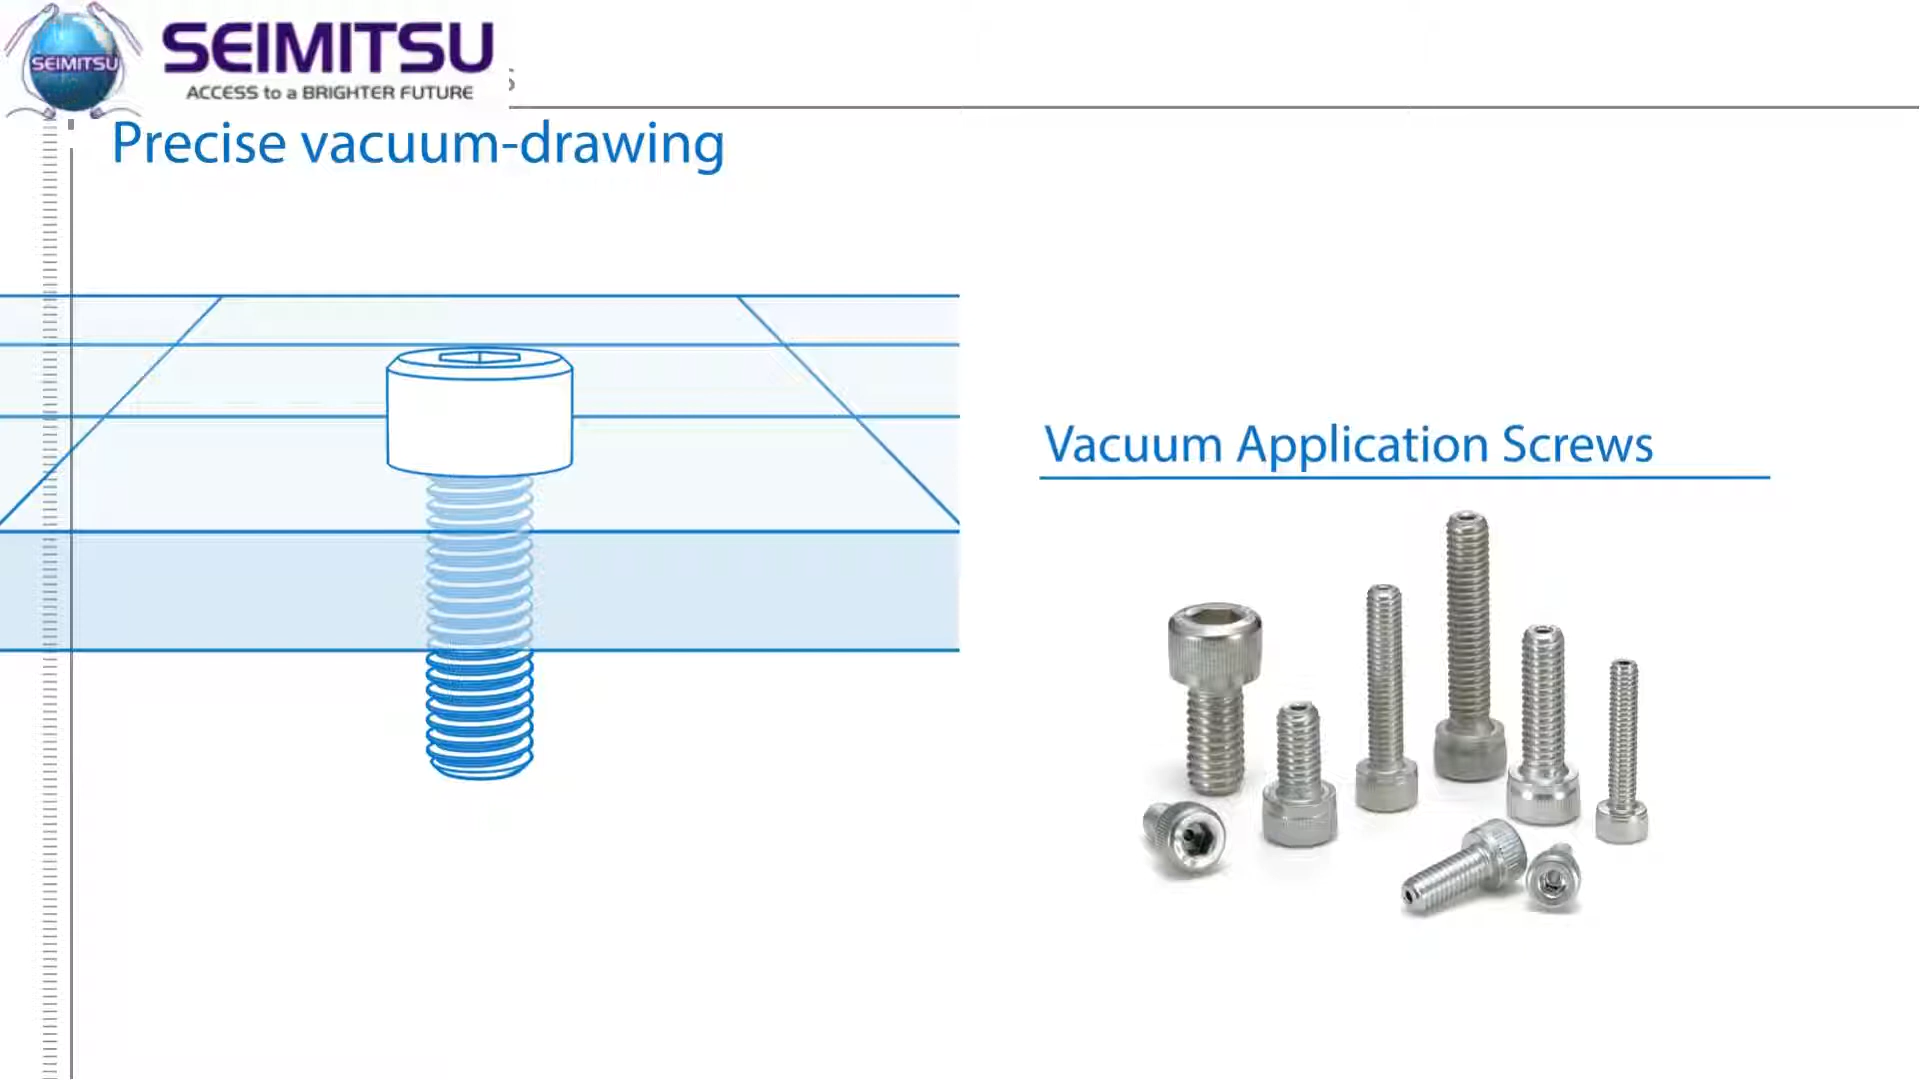 SEIMITSU
SEIMITSU
ACCESS to a BRIGHTER FUTURE
Precise vacuum-drawing
Vacuum Application Screws